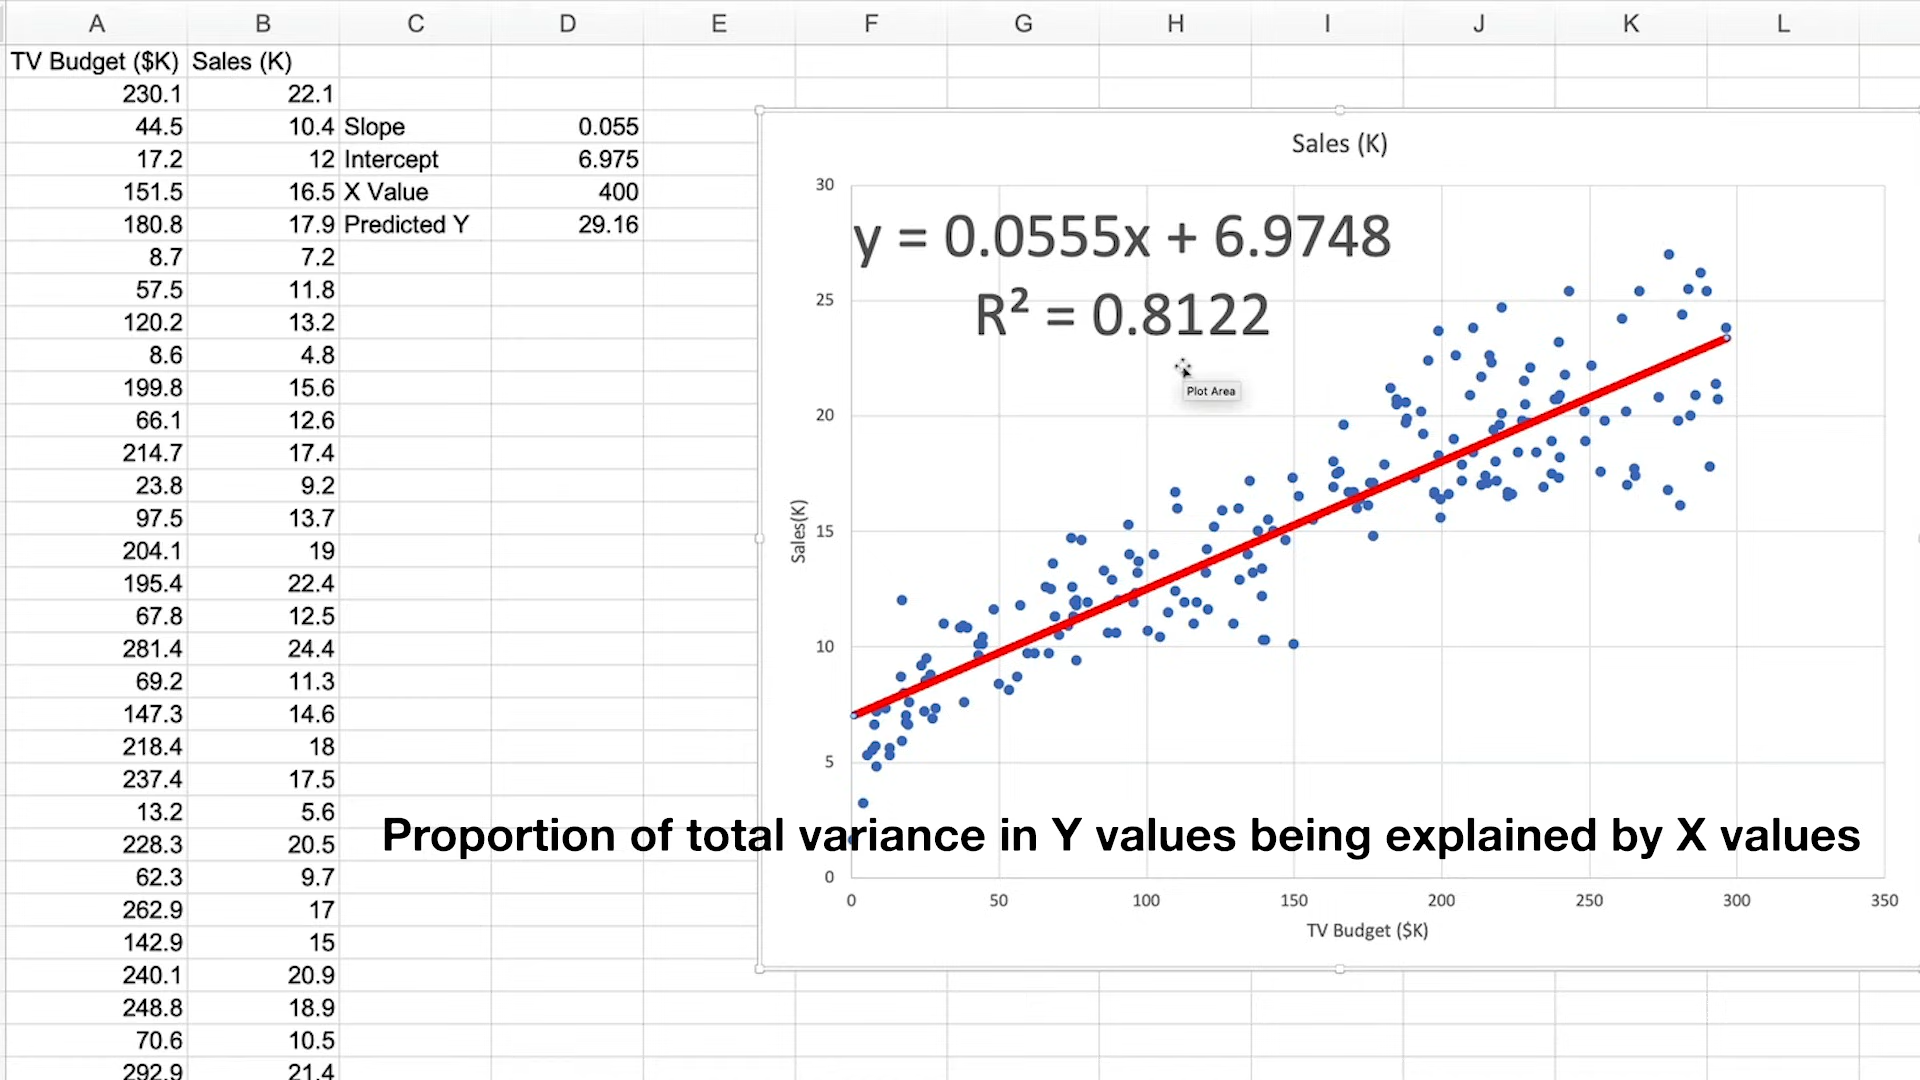 A B C D E F G H I J K L
TV Budget ($K) Sales (K)
230.1 22.1
44.5 10.4 Slope 0.055
17.2 12 Intercept 6.975
151.5 16.5 X Value 400
180.8 17.9 Predicted Y 29.16
8.7 7.2
57.5 11.8
120.2 13.2
8.6 4.8
199.8 15.6
66.1 12.6
214.7 17.4
23.8 9.2
97.5 13.7
204.1 19
195.4 22.4
67.8 12.5
281.4 24.4
69.2 11.3
147.3 14.6
218.4 18
237.4 17.5
13.2 5.6
228.3 20.5
62.3 9.7
262.9 17
142.9 15
240.1 20.9
248.8 18.9
70.6 10.5
292.9 21.4
Sales (K)
y = 0.0555x + 6.9748
R² = 0.8122
Plot Area
30
25
20
15
10
5
0
Sales(K)
0 50 100 150 200 250 300 350
TV Budget ($K)
Proportion of total variance in Y values being explained by X values